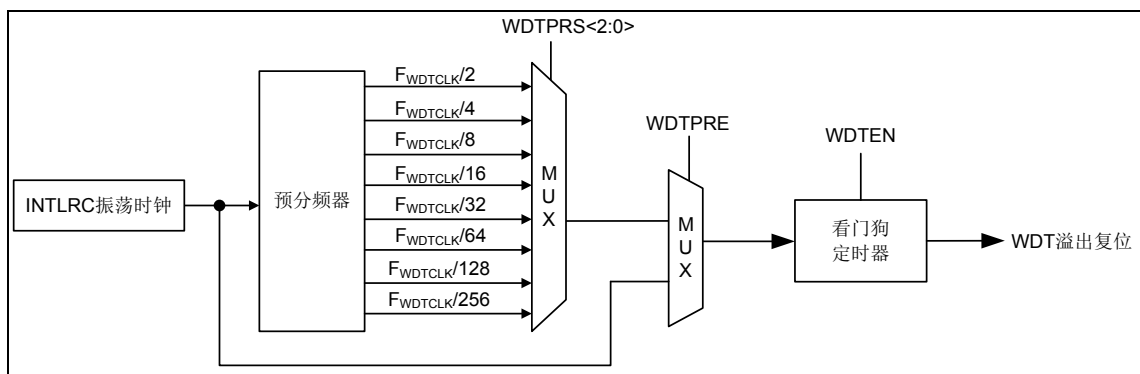 WDTPRS<2:0>
FWDTCLK/2
FWDTCLK/4
FWDTCLK/8
FWDTCLK/16
FWDTCLK/32
FWDTCLK/64
FWDTCLK/128
FWDTCLK/256
INTLRC振荡时钟
预分频器
MUX
WDTPRE
MUX
WDTEN
看门狗
定时器
WDT溢出复位